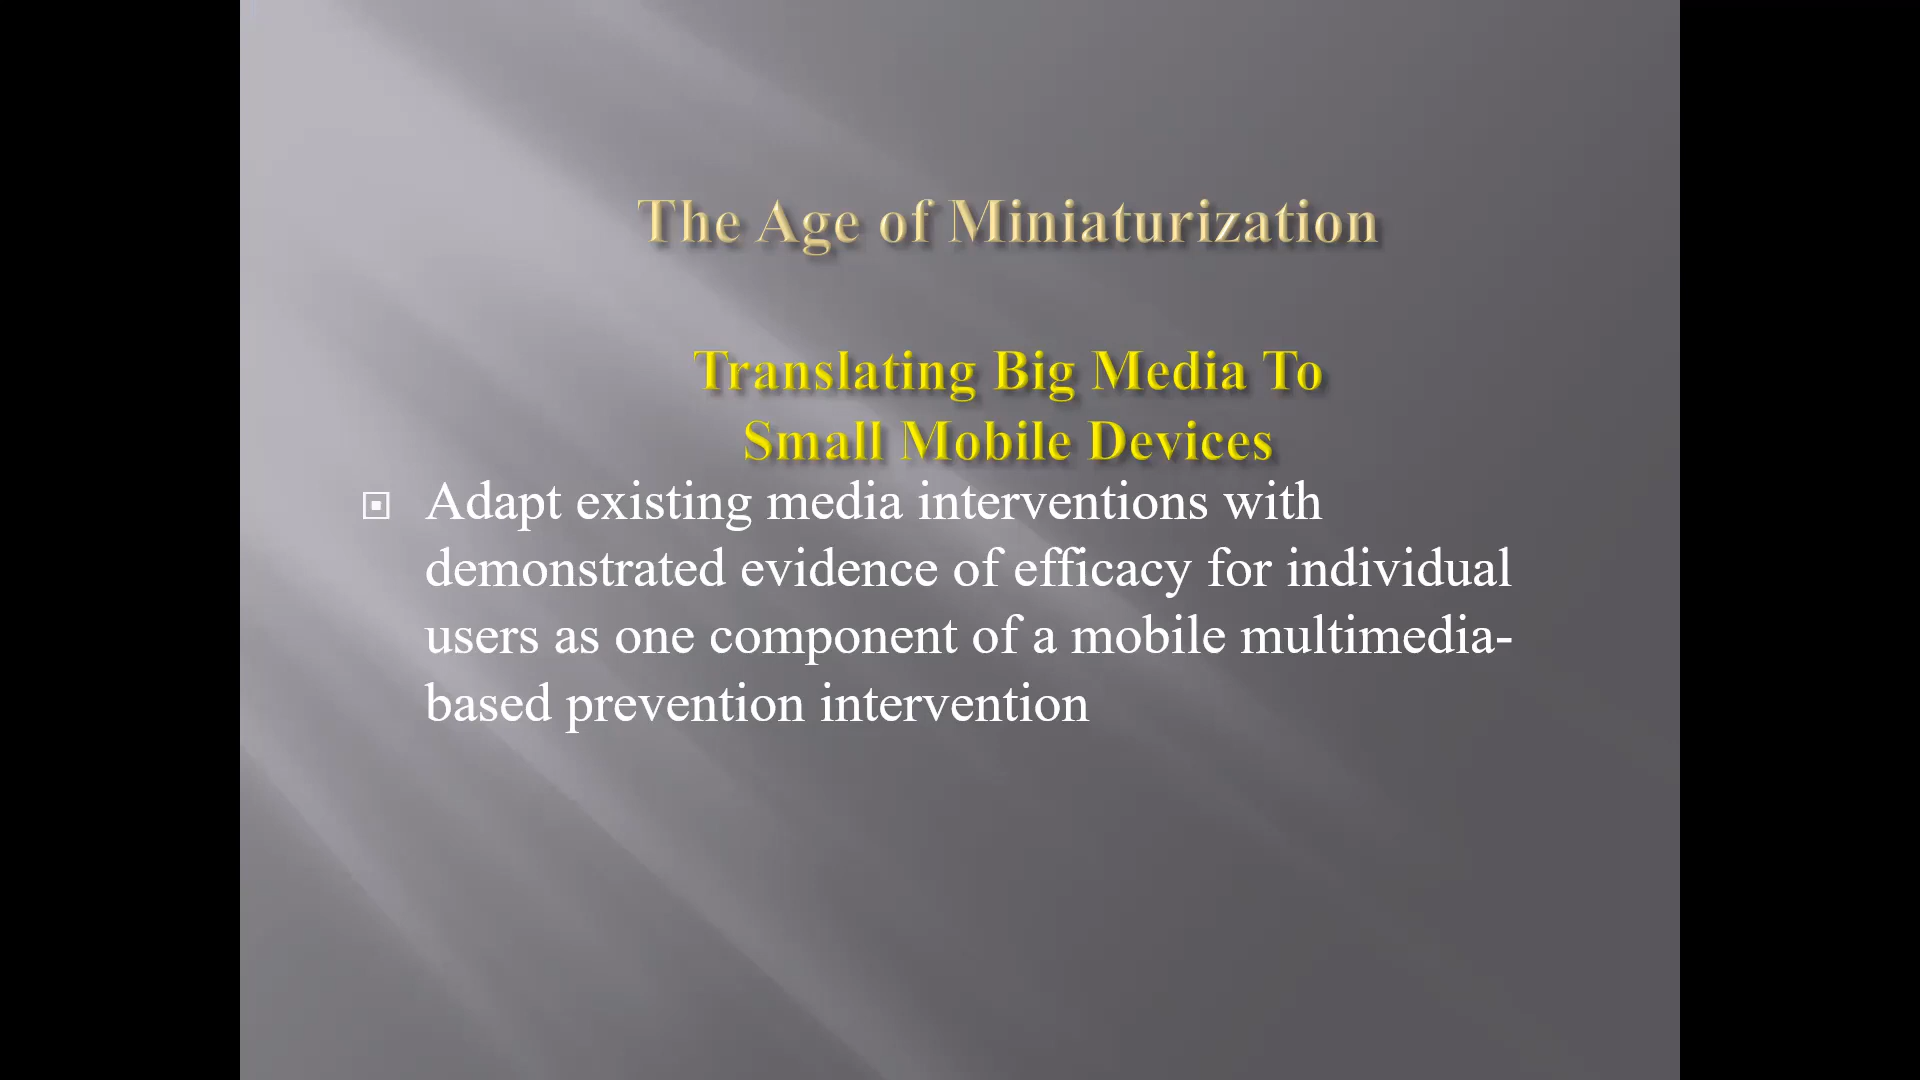 The Age of Miniaturization
Translating Big Media To
Small Mobile Devices
Adapt existing media interventions with
demonstrated evidence of efficacy for individual
users as one component of a mobile multimedia-
based prevention intervention